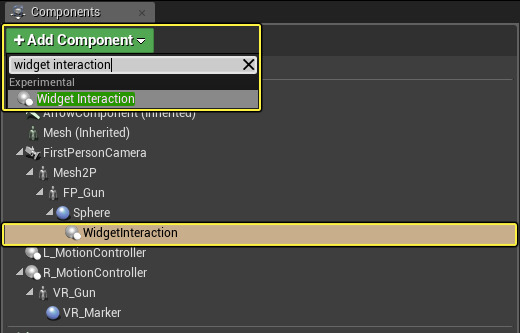 Components
+ Add Component
widget interaction
Experimental
Widget Interaction
ArrowComponent (Inherited)
Mesh (Inherited)
FirstPersonCamera
Mesh2P
FP_Gun
Sphere
WidgetInteraction
L_MotionController
R_MotionController
VR_Gun
VR_Marker